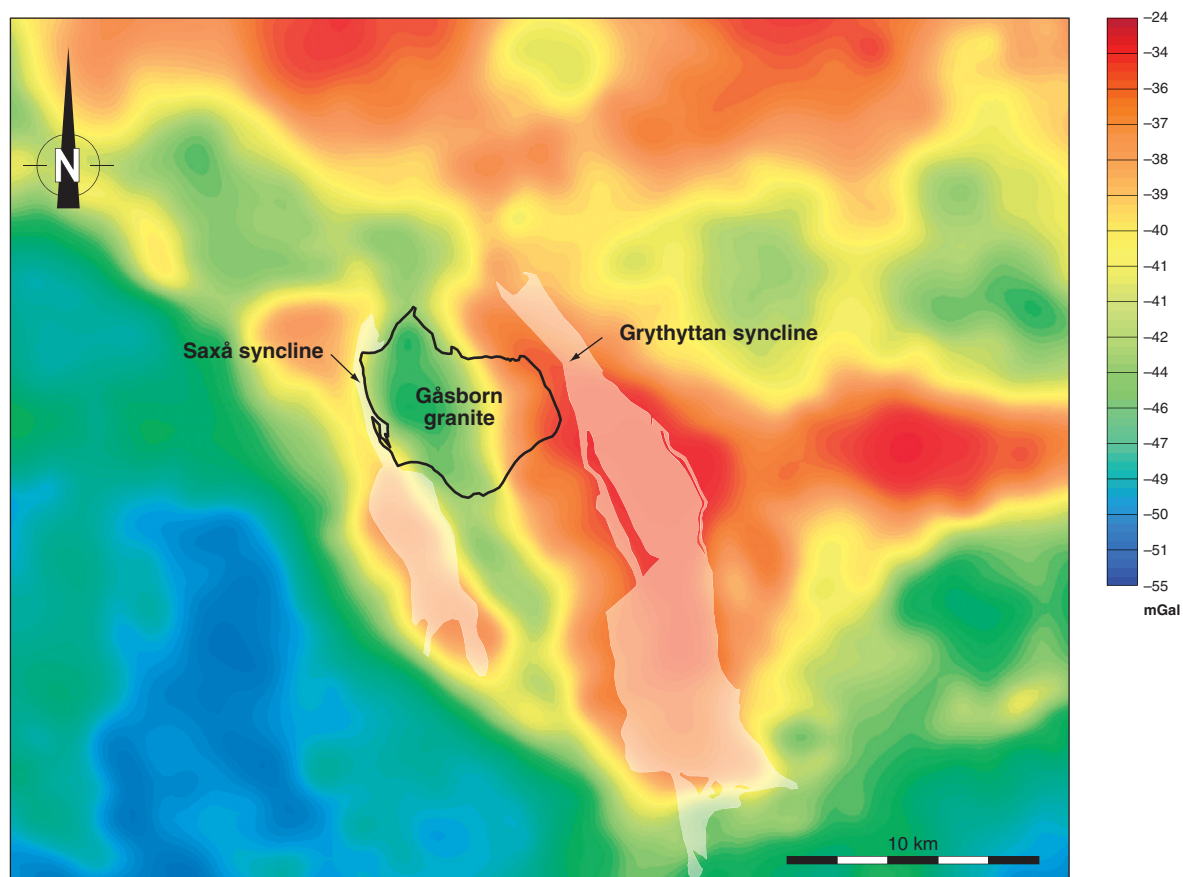 N
Saxå syncline
Gåsborn
granite
Grythyttan syncline
10 km
–24
–34
–36
–37
–38
–39
–40
–41
–41
–42
–44
–46
–47
–49
–50
–51
–55
mGal